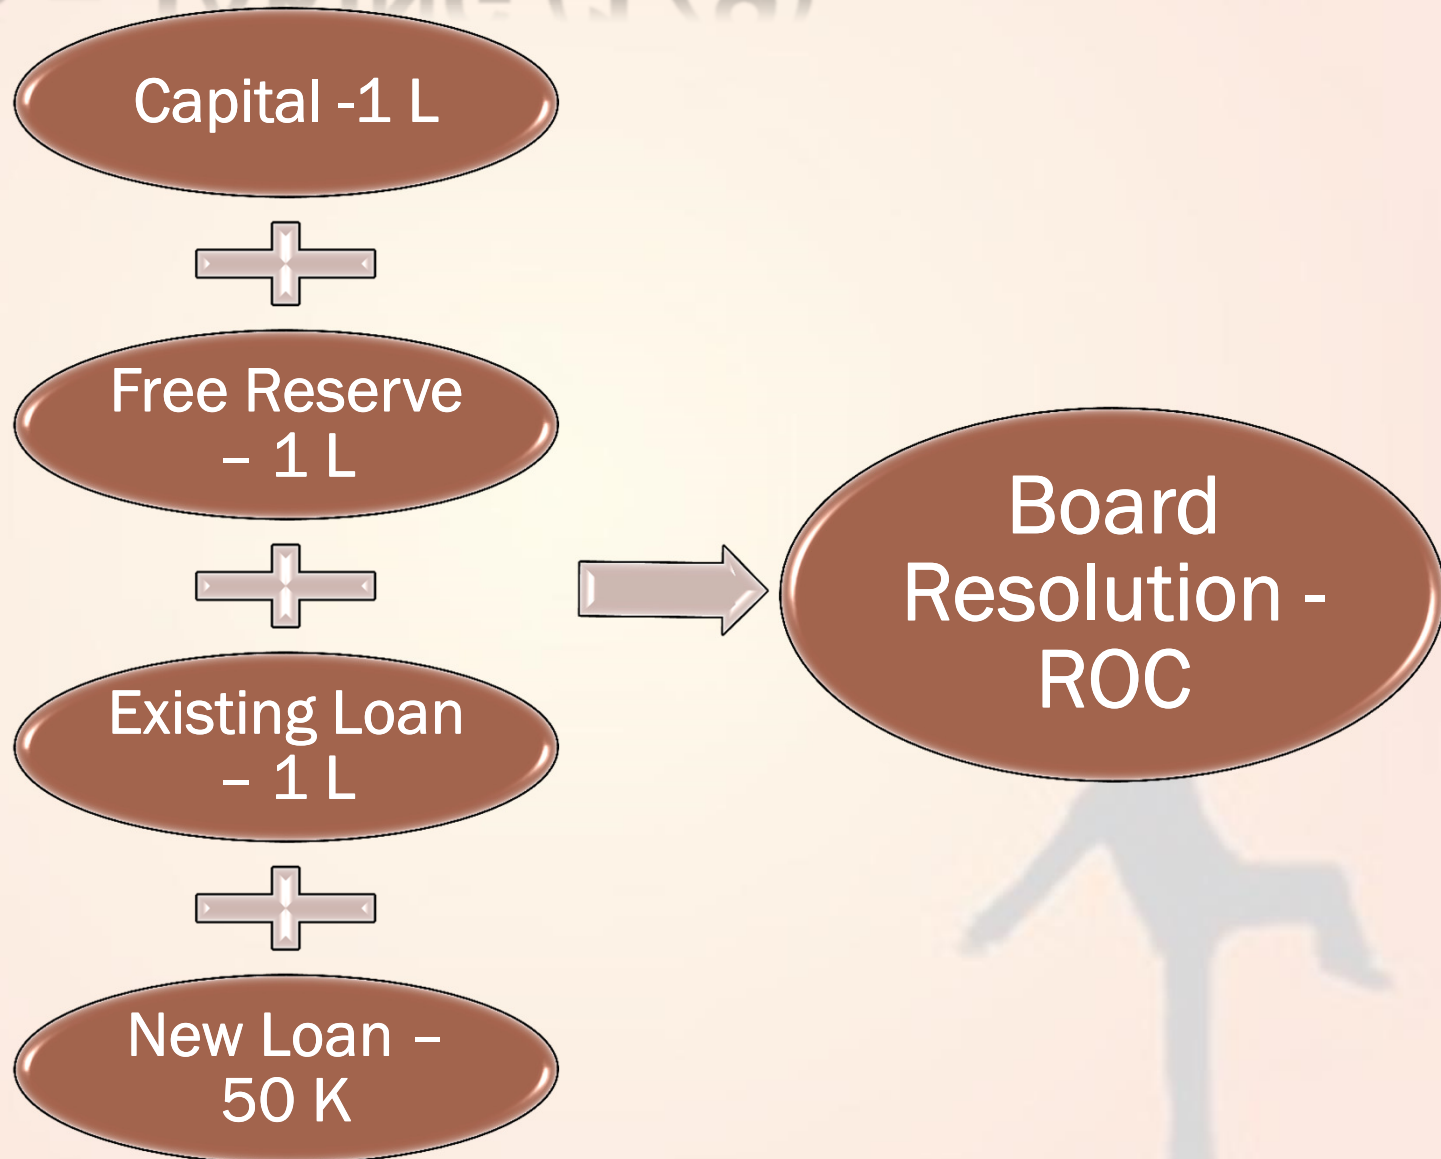 Capital -1 L
Free Reserve
– 1 L
Existing Loan
– 1 L
New Loan –
50 K
Board
Resolution -
ROC